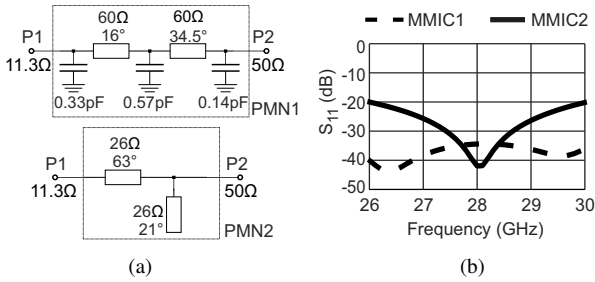 60Ω 60Ω
P1 16° 34.5° P2
11.3Ω 50Ω
0.33pF 0.57pF 0.14pF
PMN1
P1 26Ω P2
63°
11.3Ω 50Ω
26Ω
21°
PMN2
(a)
MMIC1 MMIC2
S11 (dB)
0
-10
-20
-30
-40
-50
26 27 28 29 30
Frequency (GHz)
(b)